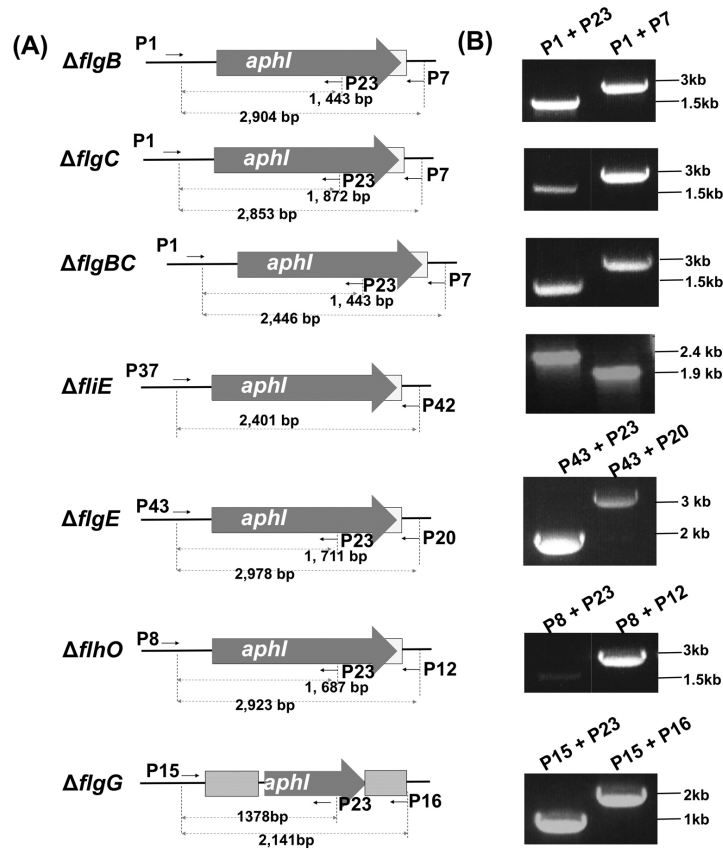 (A)
(B)
ΔflgB
P1
aphI
P23
P7
1, 443 bp
2,904 bp
P1 + P23
P1 + P7
3kb
1.5kb
ΔflgC
P1
aphI
P23
P7
1, 872 bp
2,853 bp
3kb
1.5kb
ΔflgBC
P1
aphI
P23
P7
1, 443 bp
2,446 bp
3kb
1.5kb
ΔfliE
P37
aphI
P42
2,401 bp
2.4 kb
1.9 kb
ΔflgE
P43
aphI
P23
P20
1, 711 bp
2,978 bp
P43 + P23
P43 + P20
3 kb
2 kb
ΔflhO
P8
aphI
P23
P12
1, 687 bp
2,923 bp
P8 + P23
P8 + P12
3kb
1.5kb
ΔflgG
P15
aphI
P23
P16
1378bp
2,141bp
P15 + P23
P15 + P16
2kb
1kb